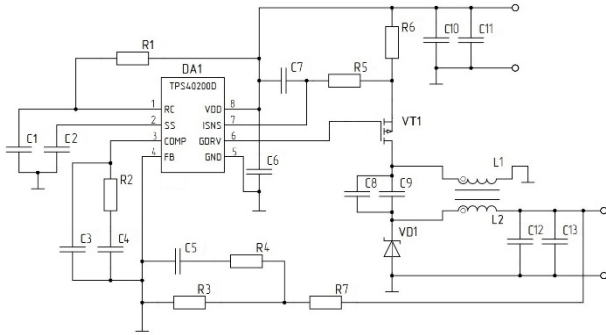 R1
R6
C10
C11
DA1
TPS40200D
C7
R5
1 RC VDD 8
2 SS ISNS 7
3 COMP GDRV 6
4 FB GND 5
VT1
C1
C2
R2
C6
L1
C8
C9
L2
C3
C4
VD1
C12
C13
C5
R4
R3
R7